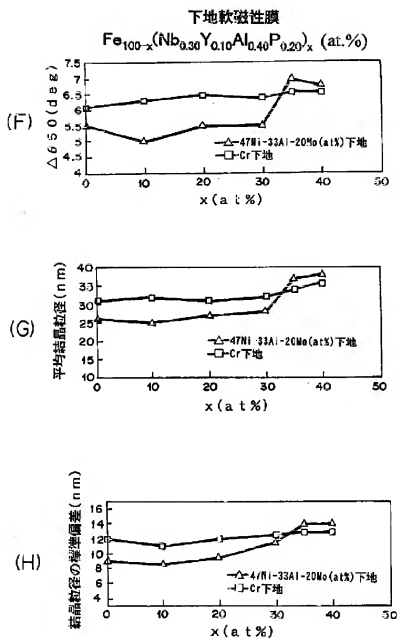 下地軟磁性膜
Fe100-x(Nb0.30Y0.10Al0.40P0.20)x (at.%)
(F)
Δθ50(deg)
7.5
7
6.5
6
5.5
5
4.5
4
47Ni-33Al-20Mo(at%)下地
Cr下地
0 10 20 30 40 50
x(at%)
(G)
平均結晶粒径(nm)
40
35
30
25
20
15
10
47Ni-33Al-20Mo(at%)下地
Cr下地
0 10 20 30 40 50
x(at%)
(H)
結晶粒径の標準偏差(nm)
16
14
12
10
8
6
4
47Ni-33Al-20Mo(at%)下地
Cr下地
0 10 20 30 40 50
x(at%)